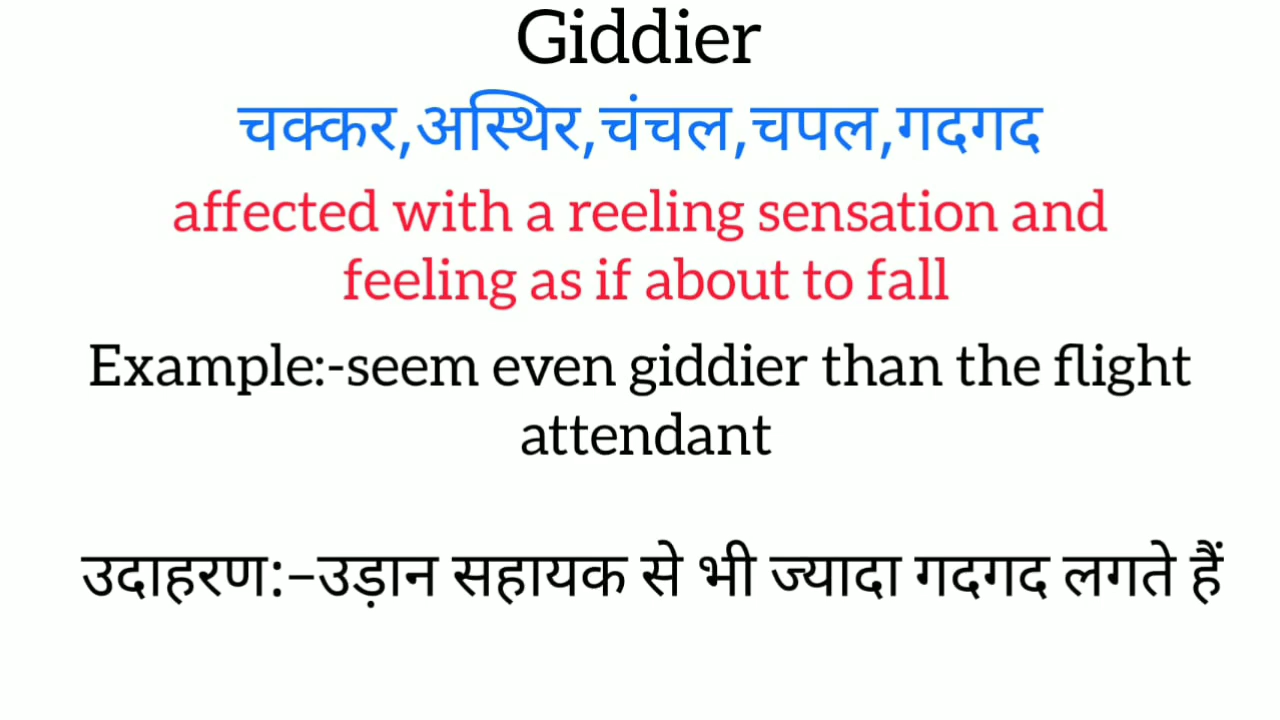 Giddier
चक्कर,अस्थिर,चंचल,चपल,गदगद
affected with a reeling sensation and
feeling as if about to fall
Example:-seem even giddier than the flight
attendant
उदाहरण:–उड़ान सहायक से भी ज्यादा गदगद लगते हैं